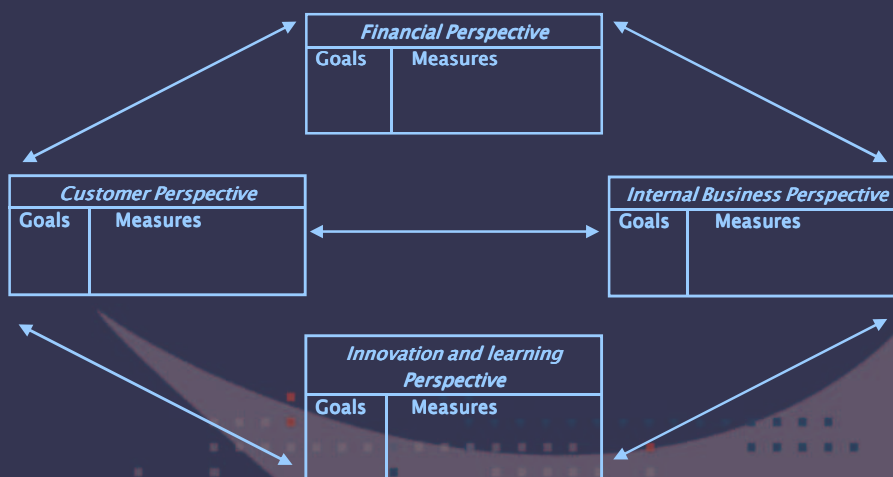 Financial Perspective
Goals Measures
Customer Perspective
Goals Measures
Internal Business Perspective
Goals Measures
Innovation and learning
Perspective
Goals Measures